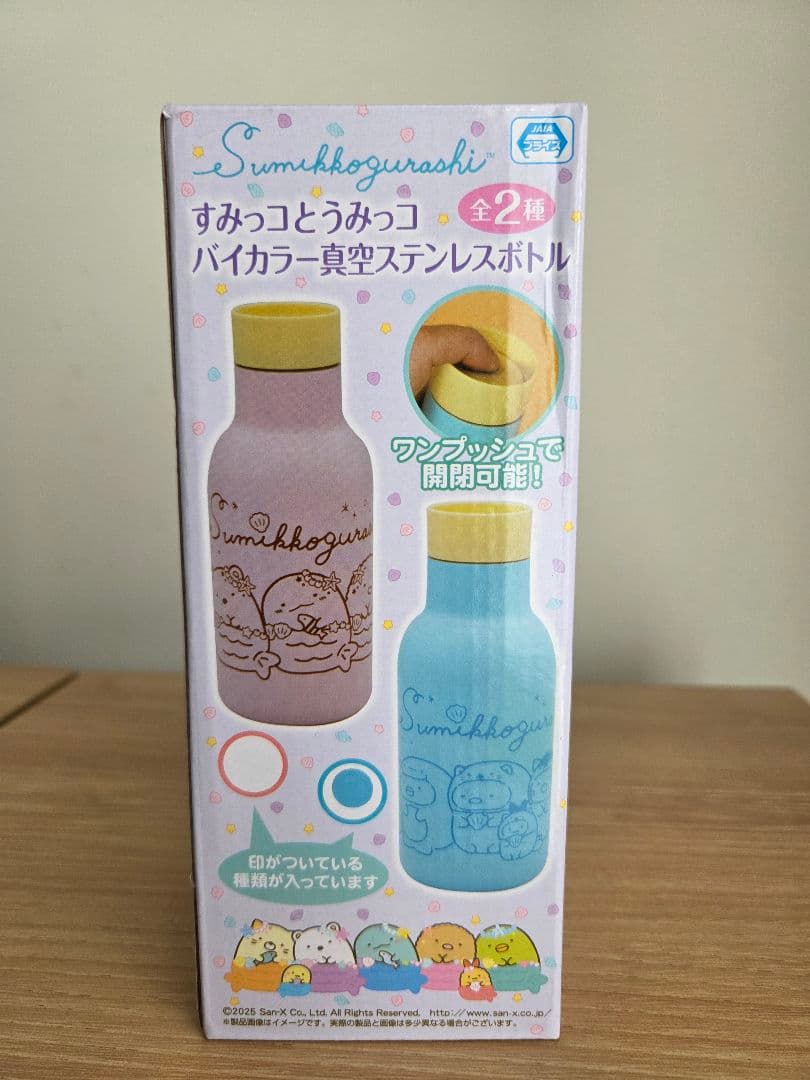 Sumikkogurashi™
JAIA
プライズ
すみっコとうみっコ
全2種
バイカラー真空ステンレスボトル
ワンプッシュで
開閉可能!
Sumikkogurashi
Sumikkogurashi
印がついている
種類が入っています
©2025 San-X Co., Ltd. All Rights Reserved. http://www.san-x.co.jp/
※製品画像はイメージです。実際の製品と画像は多少異なる場合がございます。